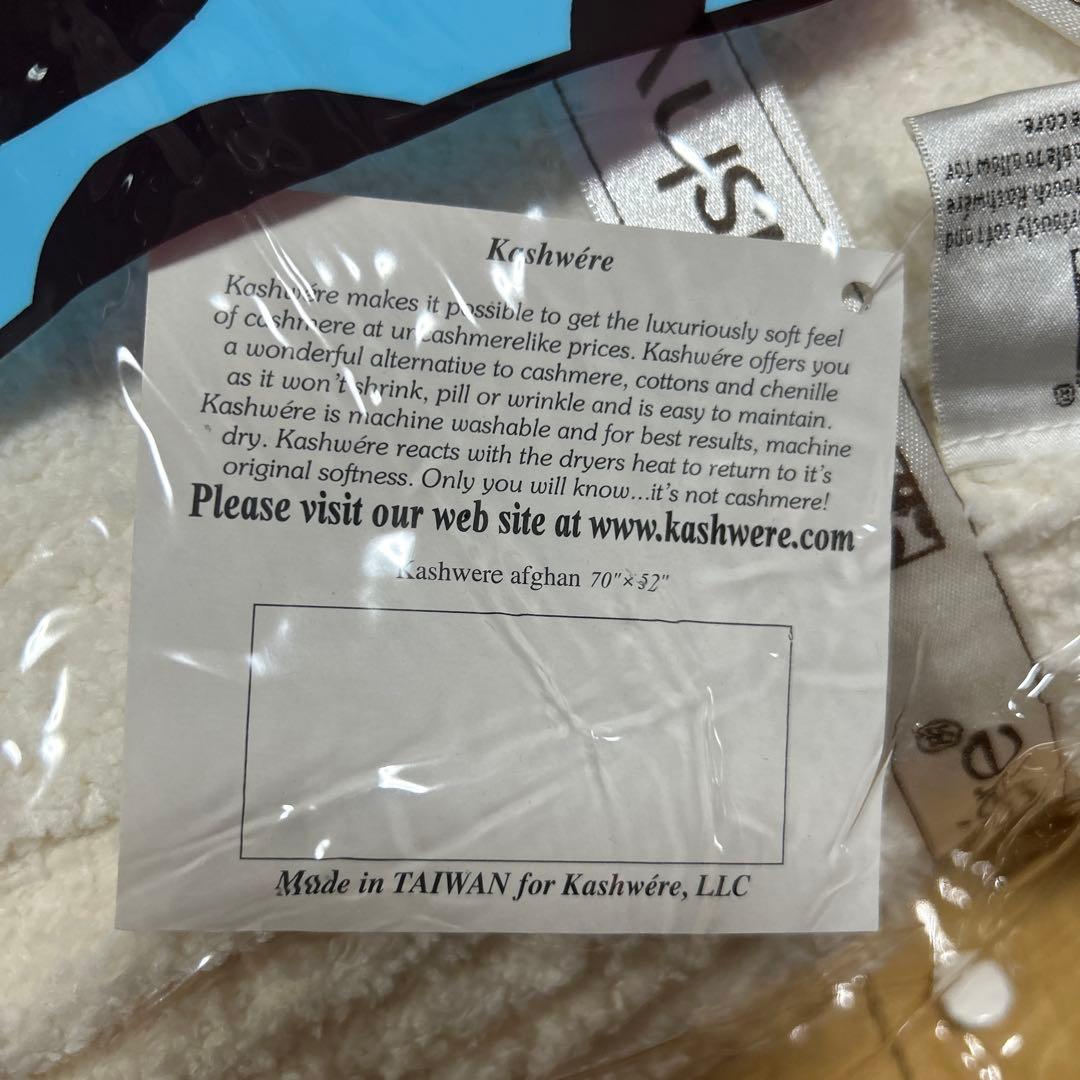 Kashwére
Kashwére makes it possible to get the luxuriously soft feel
of cashmere at uncashmerelike prices. Kashwére offers you
a wonderful alternative to cashmere, cottons and chenille
as it won't shrink, pill or wrinkle and is easy to maintain.
Kashwére is machine washable and for best results, machine
dry. Kashwére reacts with the dryers heat to return to it's
original softness. Only you will know...it's not cashmere!
Please visit our web site at www.kashwere.com
Kashwere afghan 70"×52"
Made in TAIWAN for Kashwére, LLC